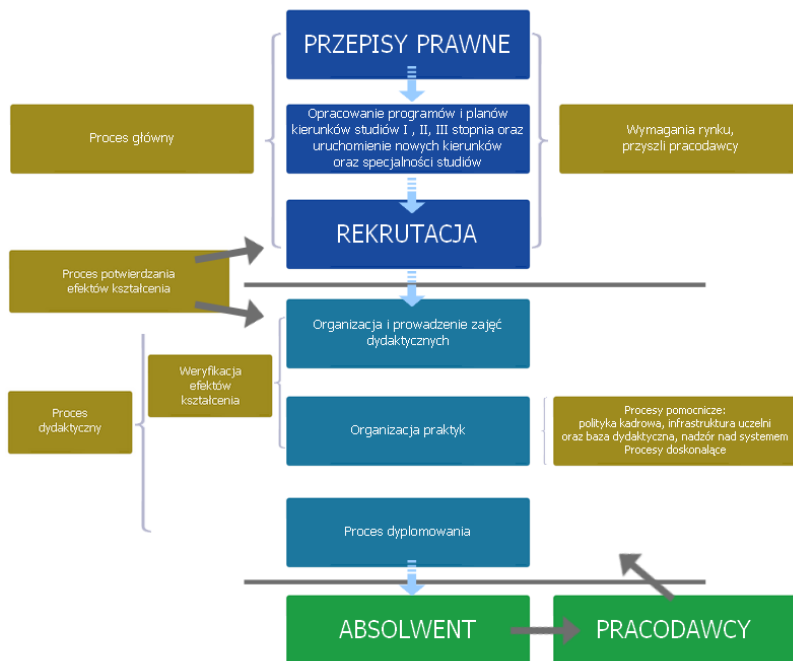 PRZEPISY PRAWNE
Opracowanie programów i planów
kierunków studiów I , II, III stopnia oraz
uruchomienie nowych kierunków
oraz specjalności studiów
Proces główny
Wymagania rynku,
przyszli pracodawcy
REKRUTACJA
Proces potwierdzania
efektów kształcenia
Organizacja i prowadzenie zajęć
dydaktycznych
Weryfikacja
efektów
kształcenia
Proces
dydaktyczny
Organizacja praktyk
Procesy pomocnicze:
polityka kadrowa, infrastruktura uczelni
oraz baza dydaktyczna, nadzór nad systemem
Procesy doskonalące
Proces dyplomowania
ABSOLWENT
PRACODAWCY